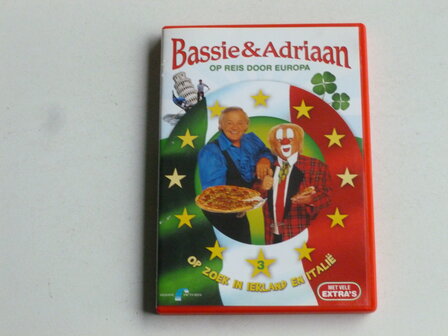 Bassie & Adriaan
OP REIS DOOR EUROPA
3
OP ZOEK IN IERLAND EN ITALIË
MET VELE
EXTRA'S